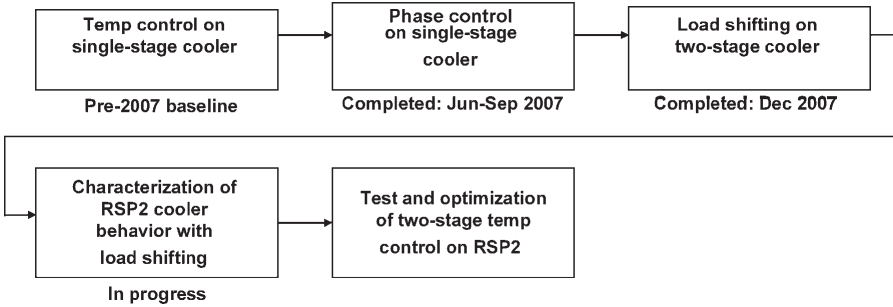 Temp control on
single-stage cooler
Pre-2007 baseline
Phase control
on single-stage
cooler
Completed: Jun-Sep 2007
Load shifting on
two-stage cooler
Completed: Dec 2007
Characterization of
RSP2 cooler
behavior with
load shifting
In progress
Test and optimization
of two-stage temp
control on RSP2